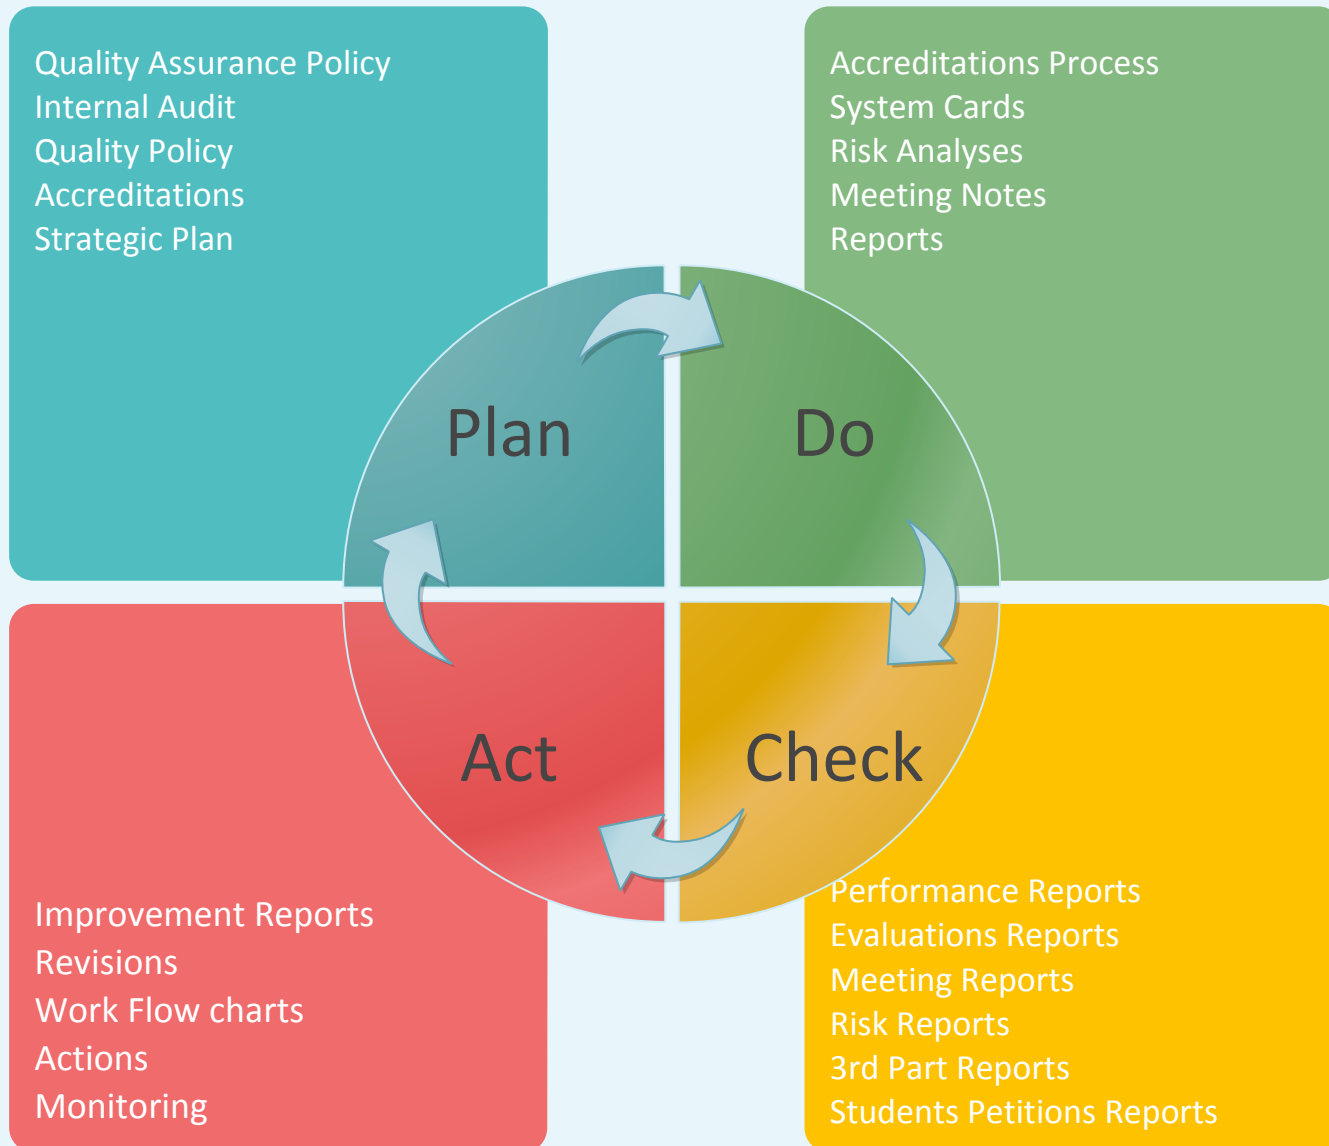 Quality Assurance Policy
Internal Audit
Quality Policy
Accreditations
Strategic Plan
Accreditations Process
System Cards
Risk Analyses
Meeting Notes
Reports
Plan
Do
Act
Check
Improvement Reports
Revisions
Work Flow charts
Actions
Monitoring
Performance Reports
Evaluations Reports
Meeting Reports
Risk Reports
3rd Part Reports
Students Petitions Reports